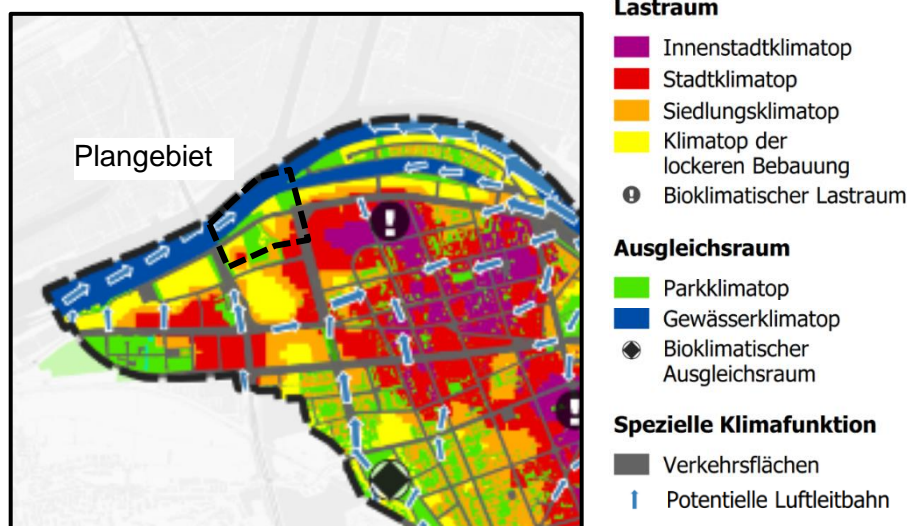 Plangebiet
Lastraum
Innenstadtklimatop
Stadtklimatop
Siedlungsklimatop
Klimatop der
lockeren Bebauung
Bioklimatischer Lastraum
Ausgleichsraum
Parkklimatop
Gewässerklimatop
Bioklimatischer
Ausgleichsraum
Spezielle Klimafunktion
Verkehrsflächen
Potentielle Luftleitbahn